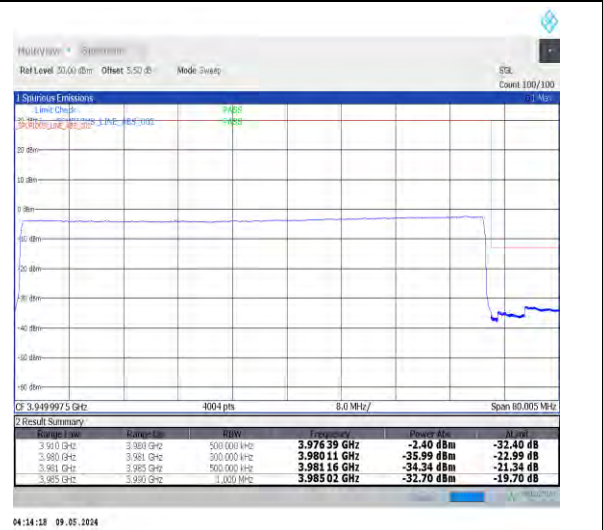 MultiView Spectrum
Ref Level 30.00 dBm Offset 5.50 dB Mode Sweep SGL
Count 100/100
1 Spurious Emissions
Limit Check PASS
PASS
20 dBm
10 dBm
0 dBm
-10 dBm
-20 dBm
-30 dBm
-40 dBm
-50 dBm
-60 dBm
CF 3.9499975 GHz 4004 pts 8.0 MHz/ Span 80.005 MHz
2 Result Summary
Range Low Range Up RBW Frequency Power Abs ΔLimit
3.910 GHz 3.980 GHz 500.000 kHz 3.97639 GHz -2.40 dBm -32.40 dB
3.980 GHz 3.981 GHz 300.000 kHz 3.98011 GHz -35.99 dBm -22.99 dB
3.981 GHz 3.985 GHz 500.000 kHz 3.98116 GHz -34.34 dBm -21.34 dB
3.985 GHz 3.990 GHz 1.000 MHz 3.98502 GHz -32.70 dBm -19.70 dB
04:14:18 09.05.2024